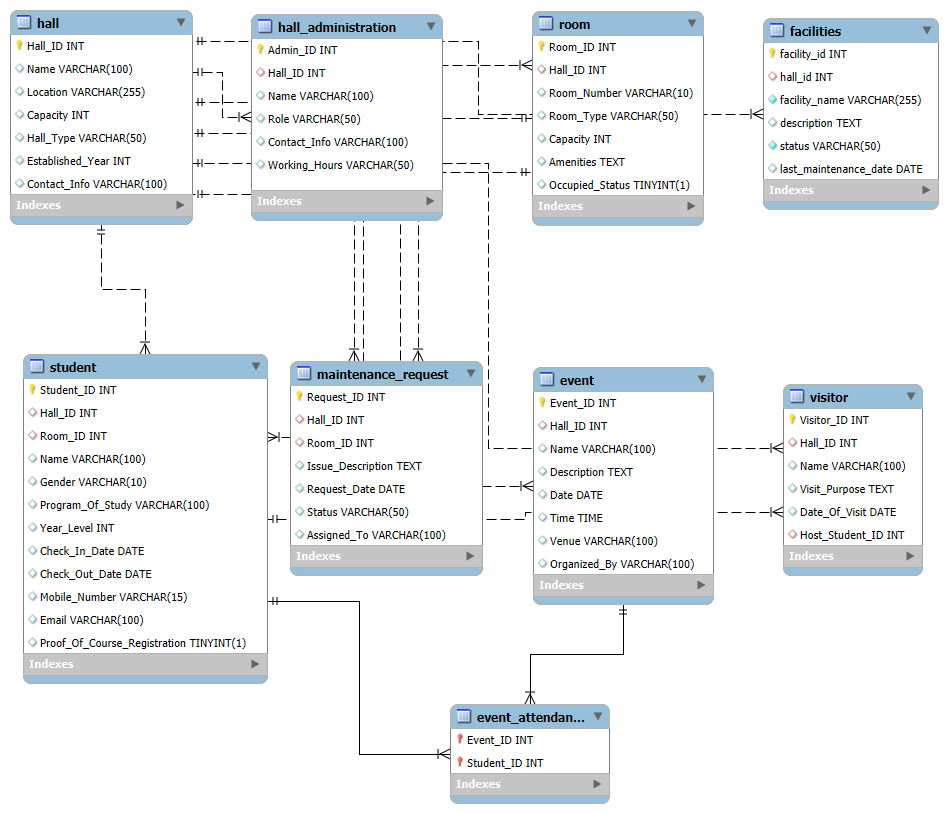 hall
Hall_ID INT
Name VARCHAR(100)
Location VARCHAR(255)
Capacity INT
Hall_Type VARCHAR(50)
Established_Year INT
Contact_Info VARCHAR(100)
Indexes
hall_administration
Admin_ID INT
Hall_ID INT
Name VARCHAR(100)
Role VARCHAR(50)
Contact_Info VARCHAR(100)
Working_Hours VARCHAR(50)
Indexes
room
Room_ID INT
Hall_ID INT
Room_Number VARCHAR(10)
Room_Type VARCHAR(50)
Capacity INT
Amenities TEXT
Occupied_Status TINYINT(1)
Indexes
facilities
facility_id INT
hall_id INT
facility_name VARCHAR(255)
description TEXT
status VARCHAR(50)
last_maintenance_date DATE
Indexes
student
Student_ID INT
Hall_ID INT
Room_ID INT
Name VARCHAR(100)
Gender VARCHAR(10)
Program_Of_Study VARCHAR(100)
Year_Level INT
Check_In_Date DATE
Check_Out_Date DATE
Mobile_Number VARCHAR(15)
Email VARCHAR(100)
Proof_Of_Course_Registration TINYINT(1)
Indexes
maintenance_request
Request_ID INT
Hall_ID INT
Room_ID INT
Issue_Description TEXT
Request_Date DATE
Status VARCHAR(50)
Assigned_To VARCHAR(100)
Indexes
event
Event_ID INT
Hall_ID INT
Name VARCHAR(100)
Description TEXT
Date DATE
Time TIME
Venue VARCHAR(100)
Organized_By VARCHAR(100)
Indexes
visitor
Visitor_ID INT
Hall_ID INT
Name VARCHAR(100)
Visit_Purpose TEXT
Date_Of_Visit DATE
Host_Student_ID INT
Indexes
event_attendan...
Event_ID INT
Student_ID INT
Indexes